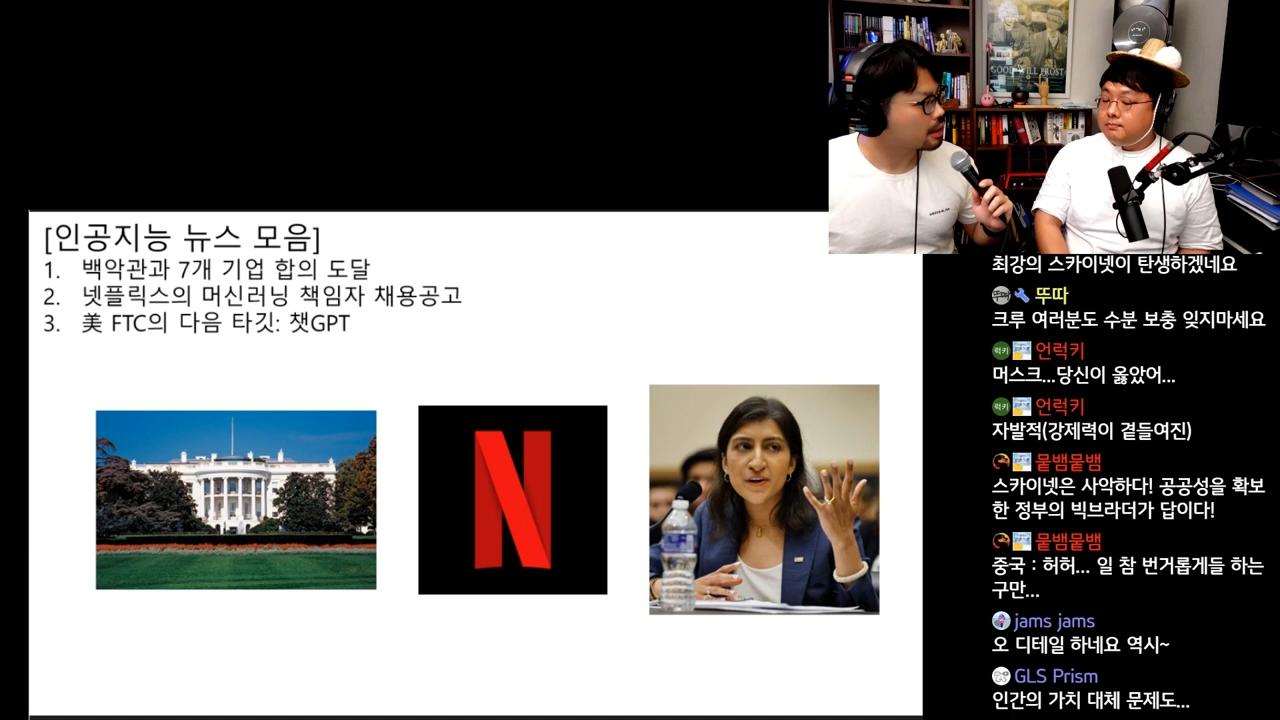 [인공지능 뉴스 모음]
1. 백악관과 7개 기업 합의 도달
2. 넷플릭스의 머신러닝 책임자 채용공고
3. 美 FTC의 다음 타깃: 챗GPT
GOOD WILL FROST
최강의 스카이넷이 탄생하겠네요
뚜따
크루 여러분도 수분 보충 잊지마세요
럭키 언럭키
머스크...당신이 옳았어...
럭키 언럭키
자발적(강제력이 곁들여진)
뭍뱀뭍뱀
스카이넷은 사악하다! 공공성을 확보
한 정부의 빅브라더가 답이다!
뭍뱀뭍뱀
중국 : 허허... 일 참 번거롭게들 하는
구만...
jams jams
오 디테일 하네요 역시~
GLS Prism
인간의 가치 대체 문제도...